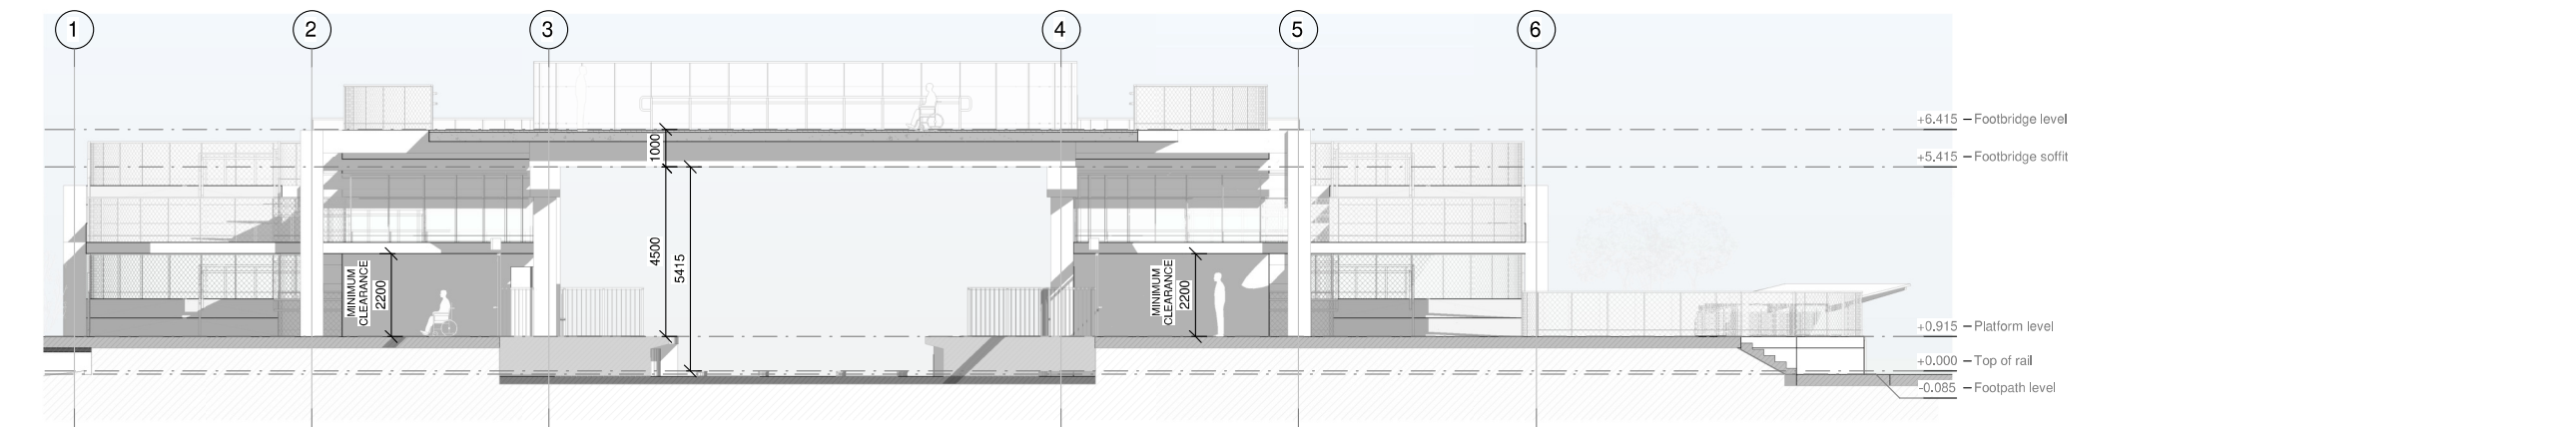 1
2
3
4
5
6
+6.415 Footbridge level
1000
+5.415 Footbridge soffit
4500
5415
MINIMUM
CLEARANCE
2200
MINIMUM
CLEARANCE
2200
+0.915 Platform level
+0.000 Top of rail
-0.085 Footpath level